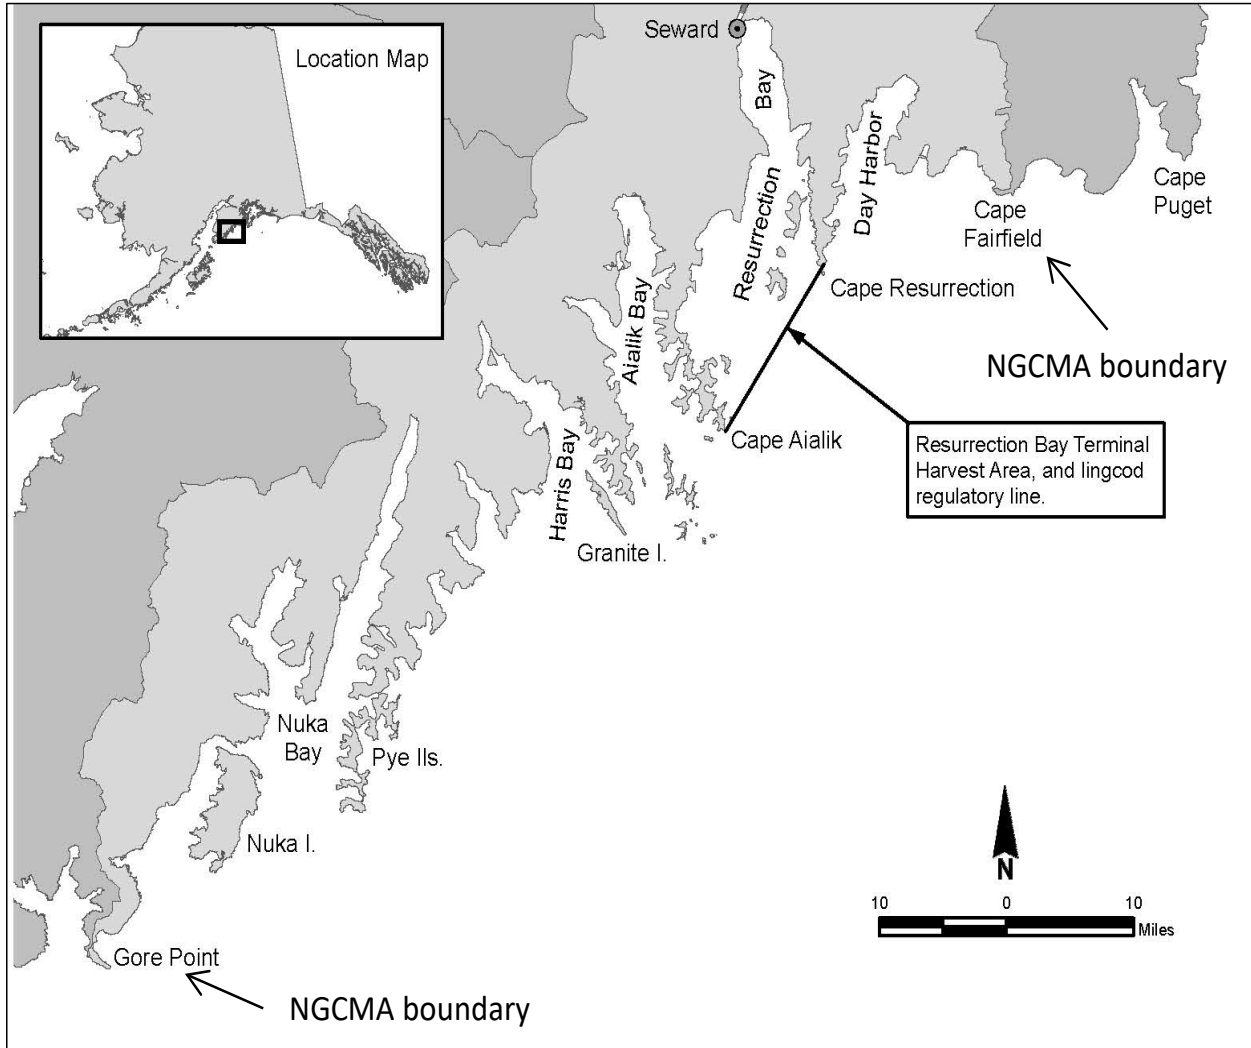 Location Map
Seward
Resurrection
Bay
Day Harbor
Cape
Puget
Cape
Fairfield
Cape Resurrection
NGCMA boundary
Aialik Bay
Cape Aialik
Resurrection Bay Terminal
Harvest Area, and lingcod
regulatory line.
Harris Bay
Granite I.
Nuka
Bay
Pye Ils.
Nuka I.
N
10 0 10
Miles
Gore Point
NGCMA boundary